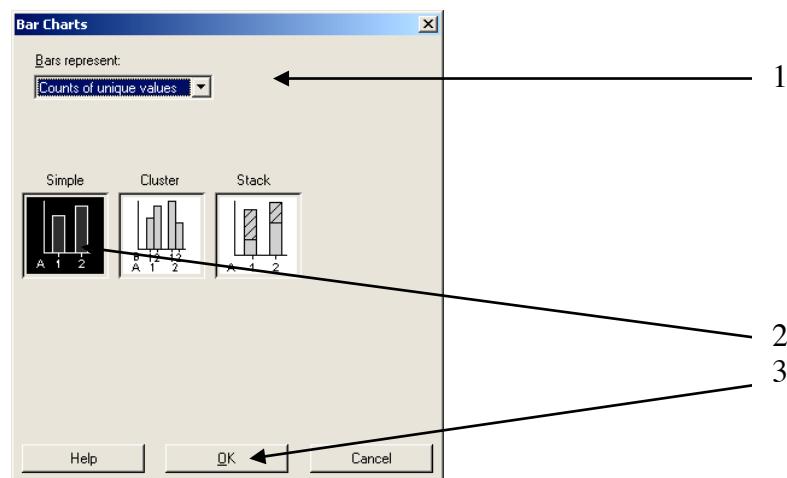 Bar Charts
Bars represent:
Counts of unique values
1
Simple Cluster Stack
A 1 2
B 1 2 1 2
A 1 2
A 1 2
2
3
Help OK Cancel